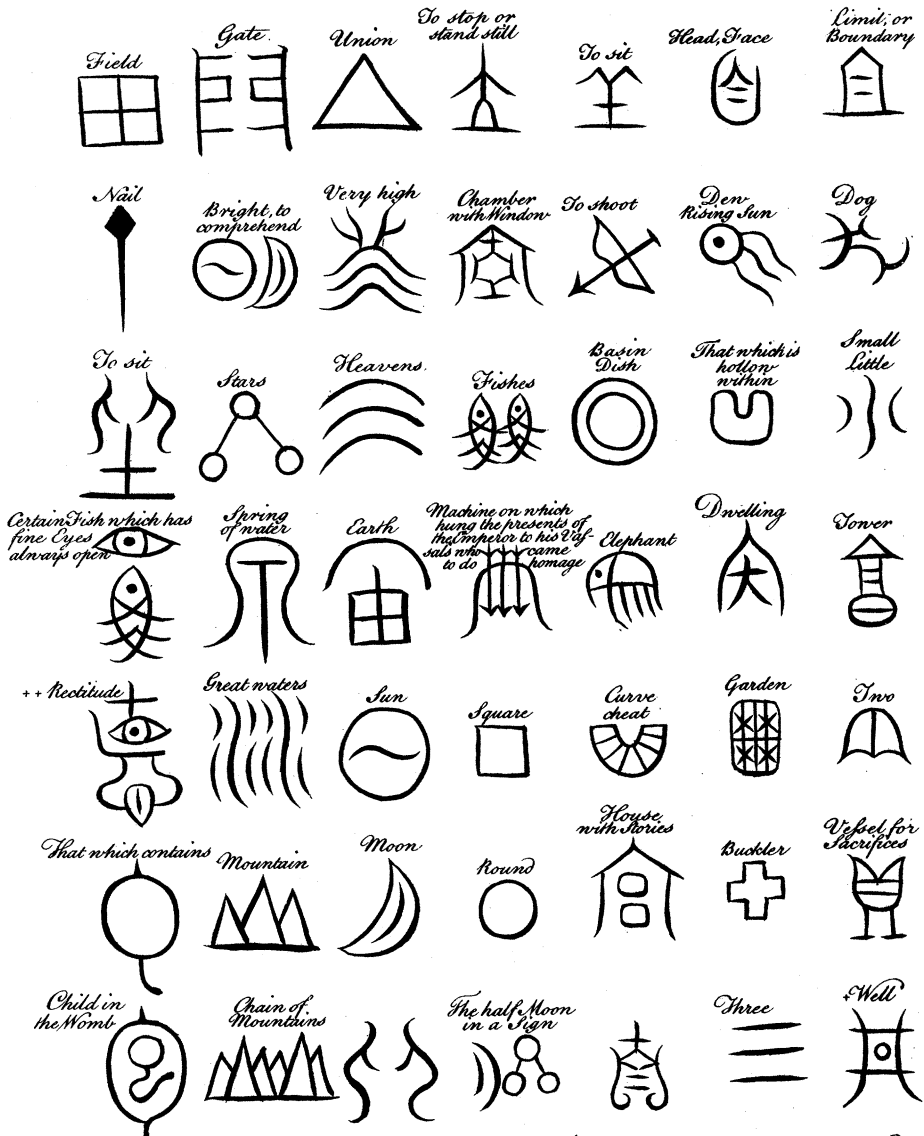 Field
Gate
Union
To stop or
stand still
To sit
Head, Face
Limit, or
Boundary
Nail
Bright, to
comprehend
Very high
Chamber
with Window
To shoot
Dew
Rising Sun
Dog
To sit
Stars
Heavens
Fishes
Basin
Dish
That which is
hollow
within
Small
Little
Certain Fish which has
fine Eyes
always open
Spring
of water
Earth
Machine on which
hung the presents of
the Emperor to his Vaf-
sals who came
to do homage
Elephant
Dwelling
Tower
++ Rectitude
Great waters
Sun
Square
Curve
cheat
Garden
Two
That which contains
Mountain
Moon
Round
House
with Stories
Buckler
Vefsel for
Sacrifices
Child in
the Womb
Chain of
Mountains
The half Moon
in a Sign
Three
+Well